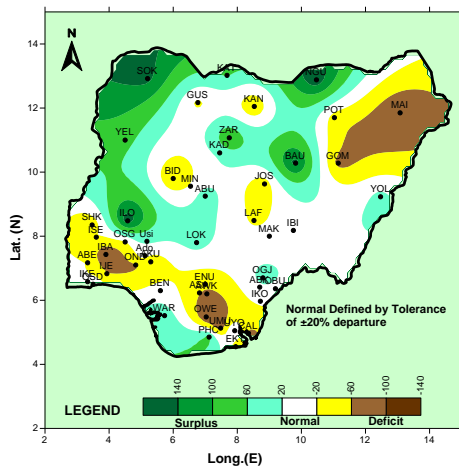 N
14
12
10
8
6
4
2
Lat. (N)
SOK
KAT
NGU
GUS
KAN
POT
MAI
YEL
ZAR
KAD
BAU
GOM
BID
MIN
JOS
ABU
YOL
SHK
ILO
LAF
ISE
OSG
Usi
LOK
IBI
MAK
IBA
Ado
ABE
IJE
OND
AKU
IKE
OSD
BEN
ENU
OGJ
OBU
AWK
IKO
WAR
OWE
UMU
UYO
CAL
PHC
EKT
Normal Defined by Tolerance
of ±20% departure
LEGEND
140 100 60 20 -20 -60 -100 -140
Surplus Normal Deficit
2 4 6 8 10 12 14
Long.(E)